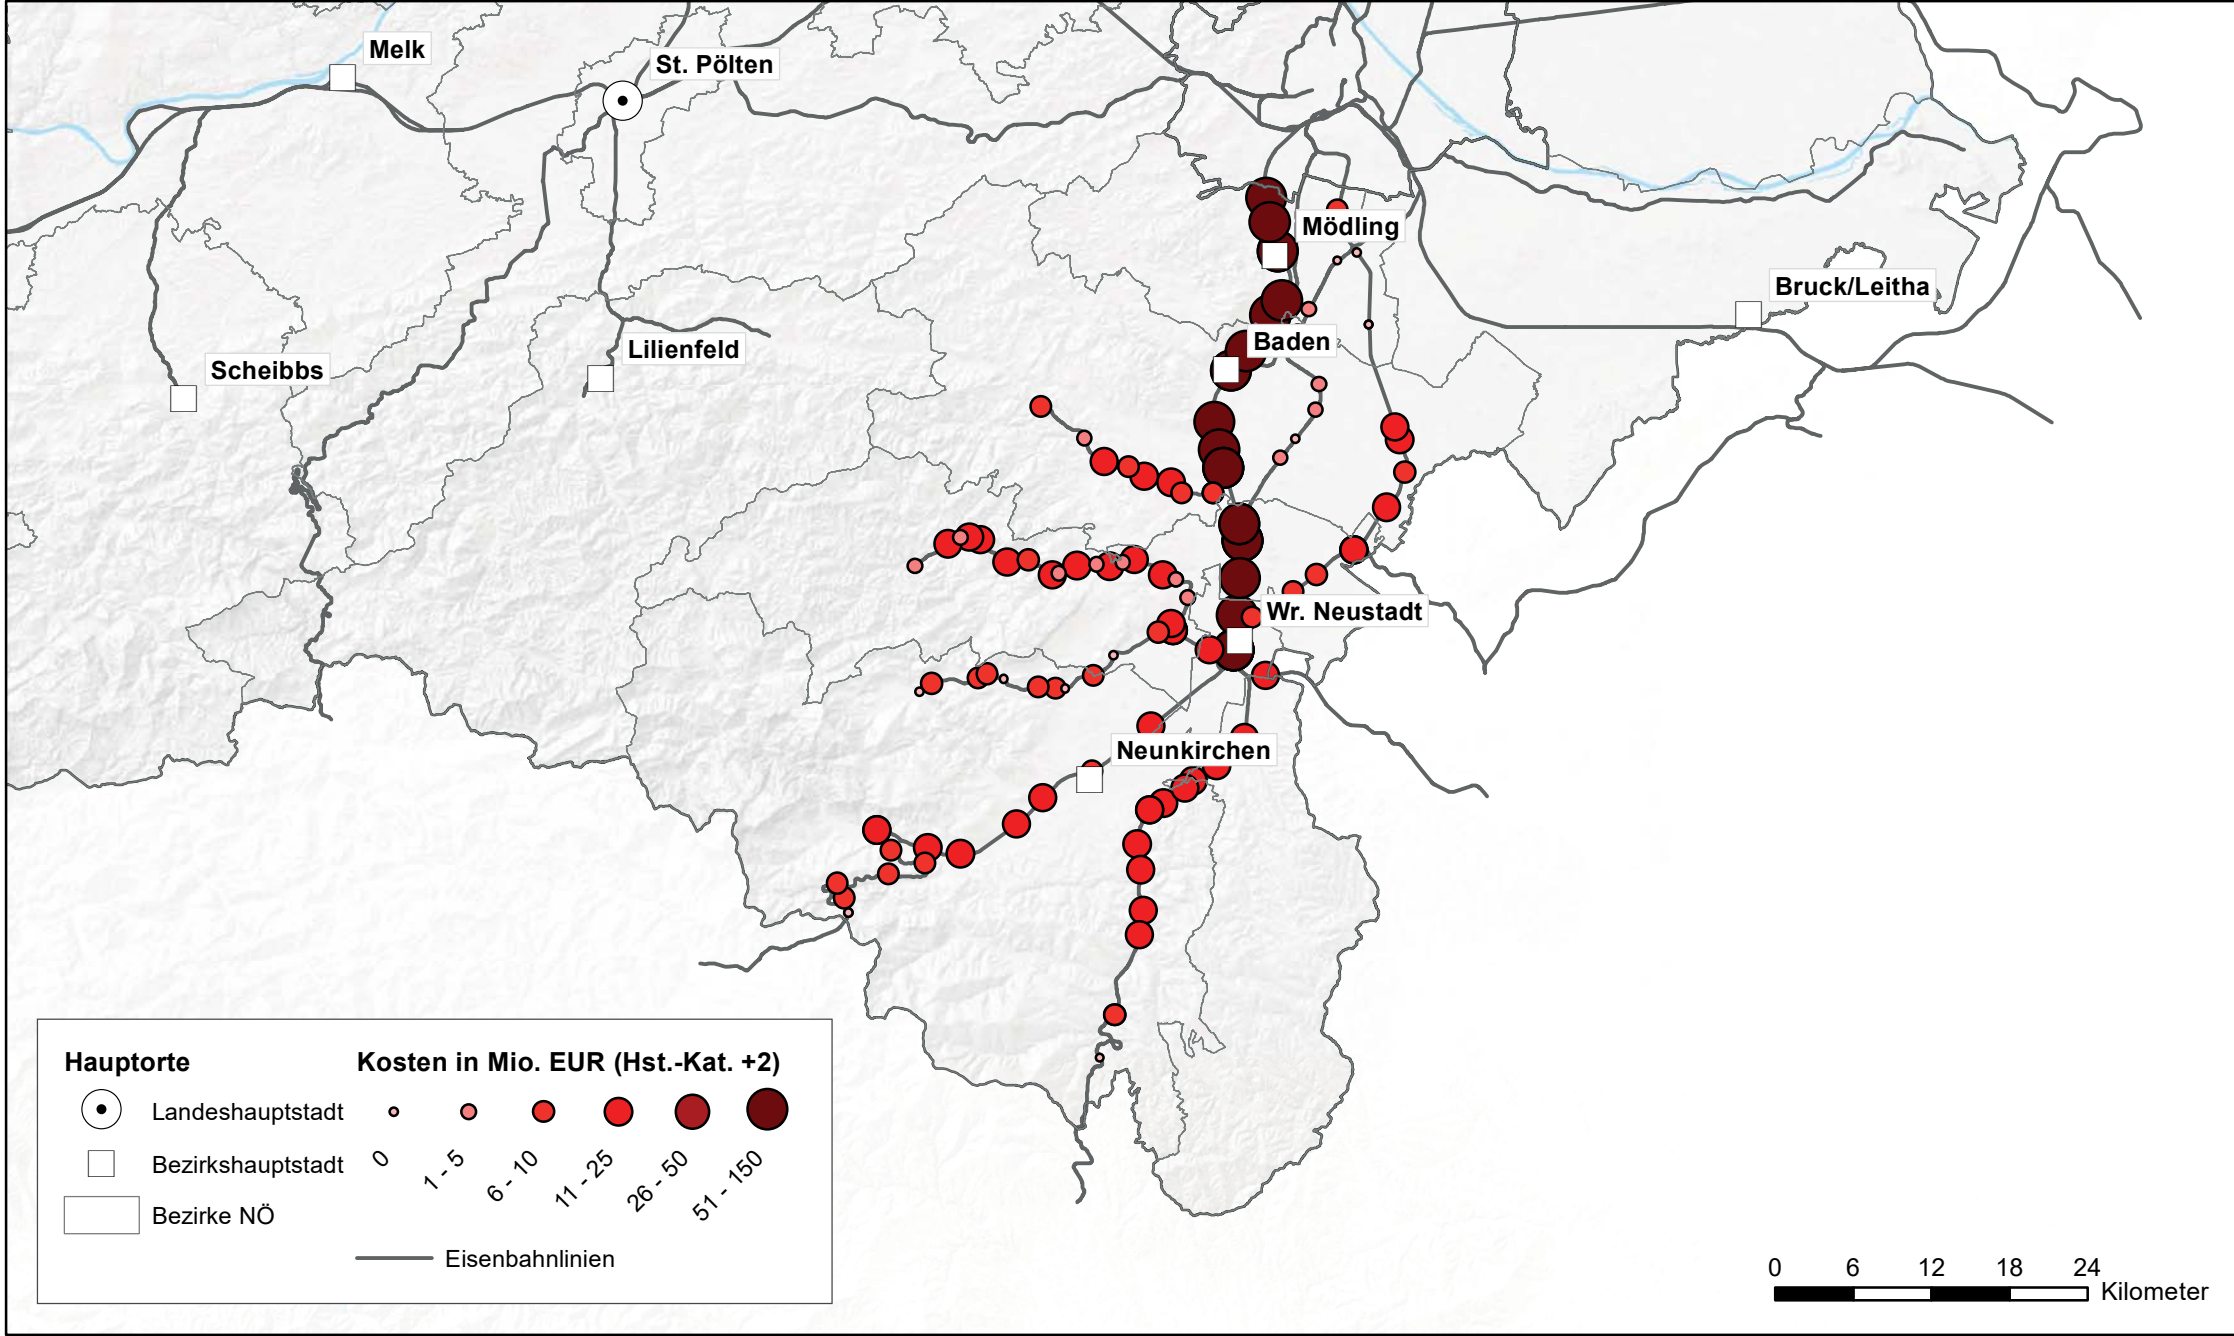 Melk
St. Pölten
Mödling
Bruck/Leitha
Baden
Lilienfeld
Scheibbs
Wr. Neustadt
Neunkirchen
Hauptorte
Landeshauptstadt
Bezirkshauptstadt
Bezirke NÖ
Kosten in Mio. EUR (Hst.-Kat. +2)
0
1 - 5
6 - 10
11 - 25
26 - 50
51 - 150
Eisenbahnlinien
0 6 12 18 24
Kilometer